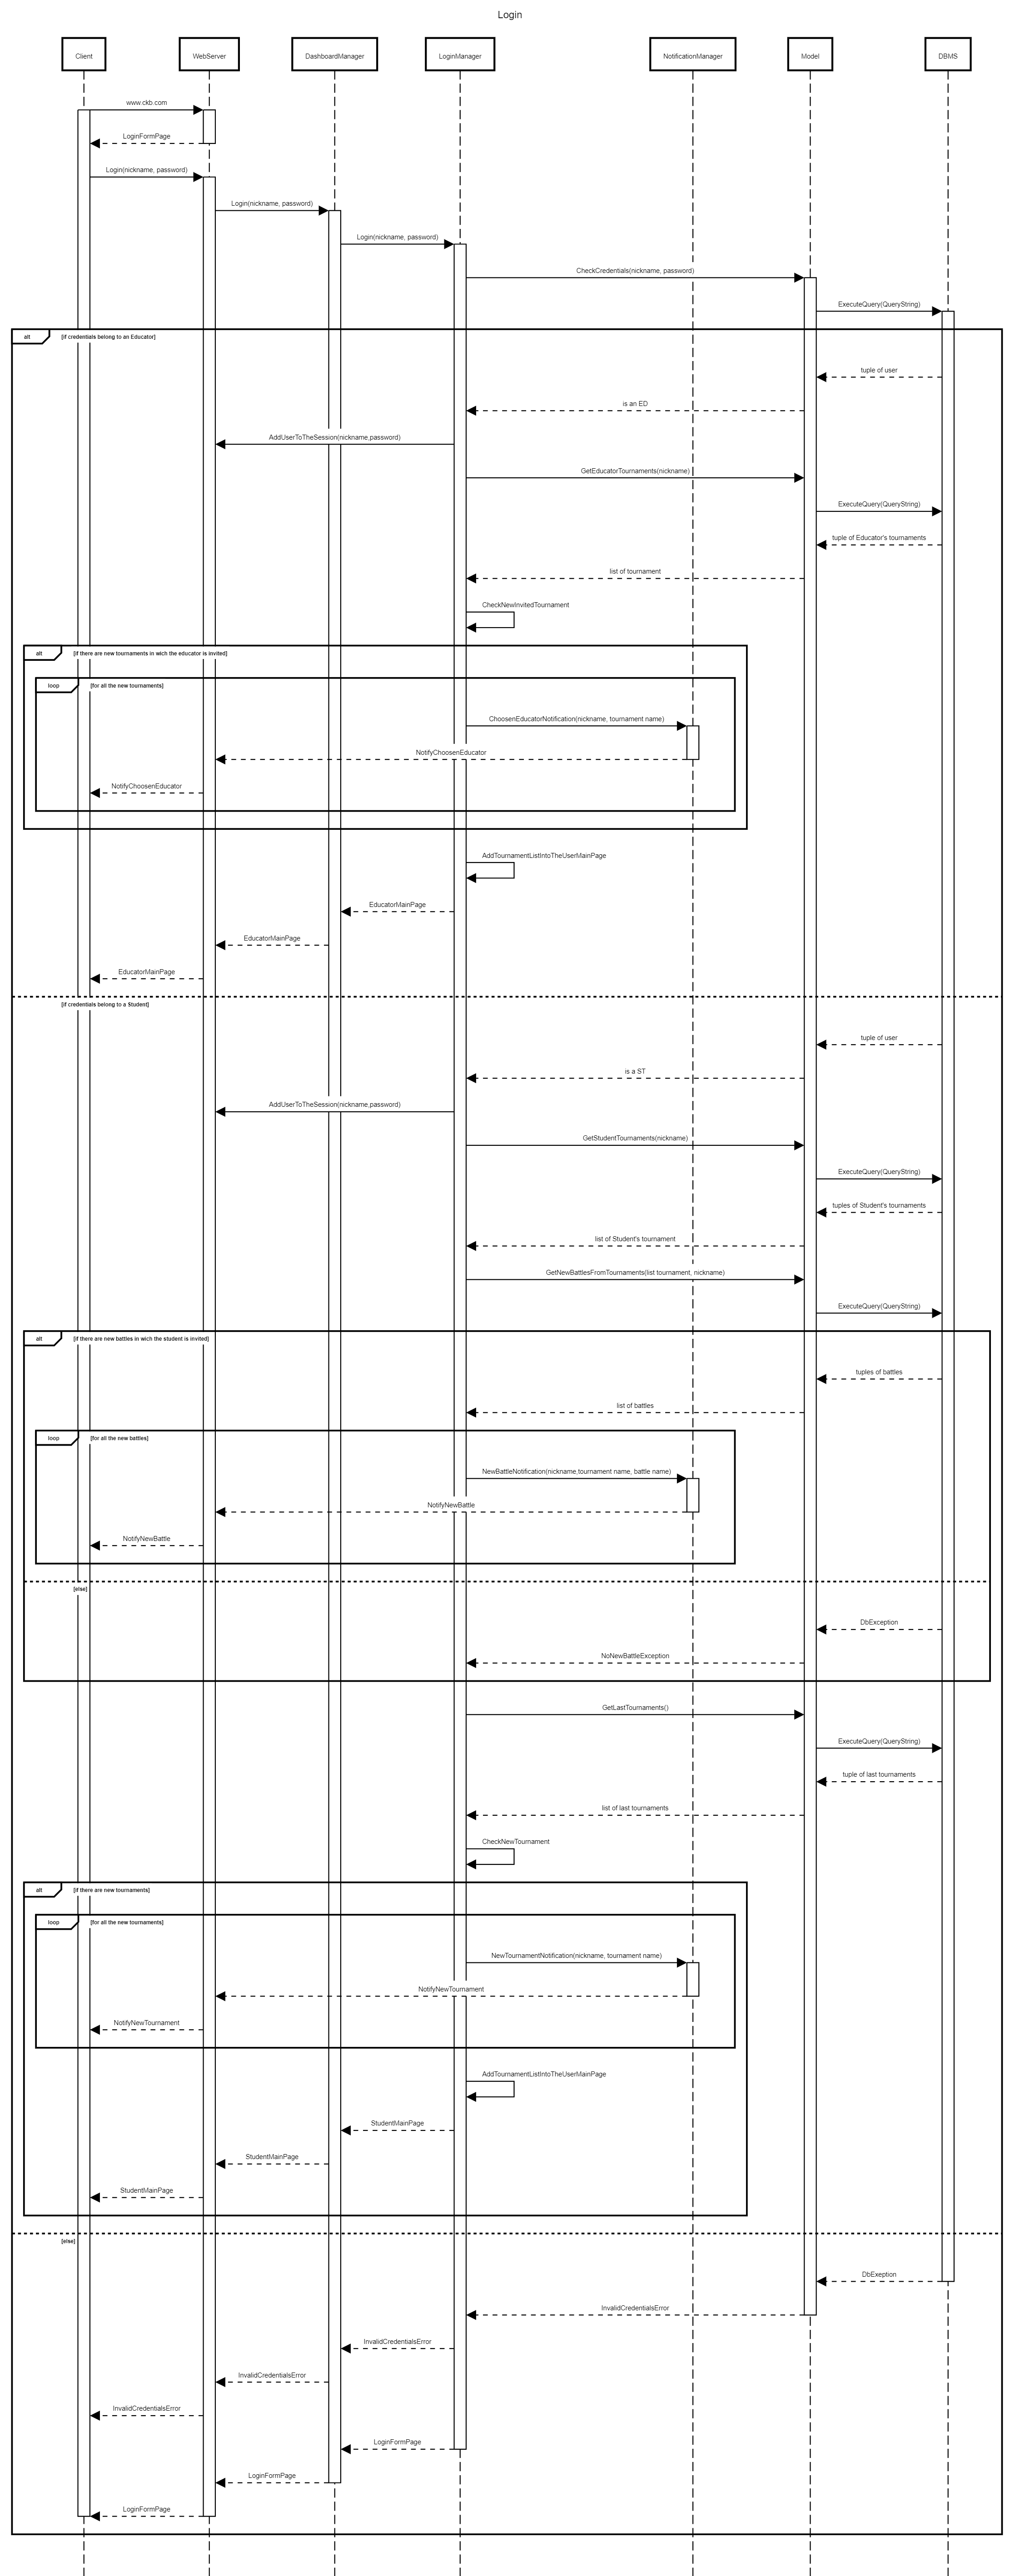 Login
Client
WebServer
DashboardManager
LoginManager
NotificationManager
Model
DBMS
www.ckb.com
LoginFormPage
Login(nickname, password)
Login(nickname, password)
Login(nickname, password)
CheckCredentials(nickname, password)
ExecuteQuery(QueryString)
alt
[if credentials belong to an Educator]
tuple of user
is an ED
AddUserToTheSession(nickname,password)
GetEducatorTournaments(nickname)
ExecuteQuery(QueryString)
tuple of Educator's tournaments
list of tournament
CheckNewInvitedTournament
alt
[if there are new tournaments in wich the educator is invited]
loop
[for all the new tournaments]
ChoosenEducatorNotification(nickname, tournament name)
NotifyChoosenEducator
NotifyChoosenEducator
AddTournamentListIntoTheUserMainPage
EducatorMainPage
EducatorMainPage
EducatorMainPage
[if credentials belong to a Student]
tuple of user
is a ST
AddUserToTheSession(nickname,password)
GetStudentTournaments(nickname)
ExecuteQuery(QueryString)
tuples of Student's tournaments
list of Student's tournament
GetNewBattlesFromTournaments(list tournament, nickname)
ExecuteQuery(QueryString)
alt
[if there are new battles in wich the student is invited]
tuples of battles
list of battles
loop
[for all the new battles]
NewBattleNotification(nickname,tournament name, battle name)
NotifyNewBattle
NotifyNewBattle
[else]
DbException
NoNewBattleException
GetLastTournaments()
ExecuteQuery(QueryString)
tuple of last tournaments
list of last tournaments
CheckNewTournament
alt
[if there are new tournaments]
loop
[for all the new tournaments]
NewTournamentNotification(nickname, tournament name)
NotifyNewTournament
NotifyNewTournament
AddTournamentListIntoTheUserMainPage
StudentMainPage
StudentMainPage
StudentMainPage
[else]
DbExeption
InvalidCredentialsError
InvalidCredentialsError
InvalidCredentialsError
InvalidCredentialsError
LoginFormPage
LoginFormPage
LoginFormPage